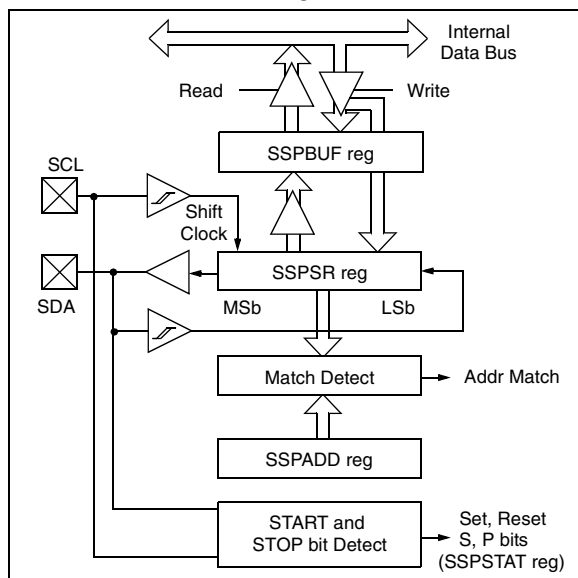 Internal
Data Bus
Read
Write
SSPBUF reg
SCL
Shift
Clock
SSPSR reg
SDA
MSb
LSb
Match Detect
Addr Match
SSPADD reg
START and
STOP bit Detect
Set, Reset
S, P bits
(SSPSTAT reg)